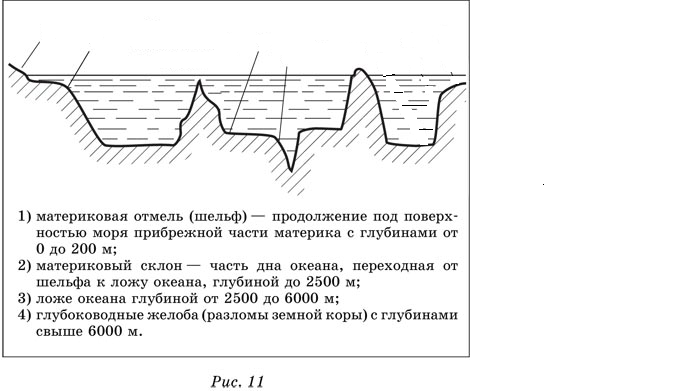 1) материковая отмель (шельф) — продолжение под поверх-
ностью моря прибрежной части материка с глубинами от
0 до 200 м;
2) материковый склон — часть дна океана, переходная от
шельфа к ложу океана, глубиной до 2500 м;
3) ложе океана глубиной от 2500 до 6000 м;
4) глубоководные желоба (разломы земной коры) с глубинами
свыше 6000 м.
Рис. 11